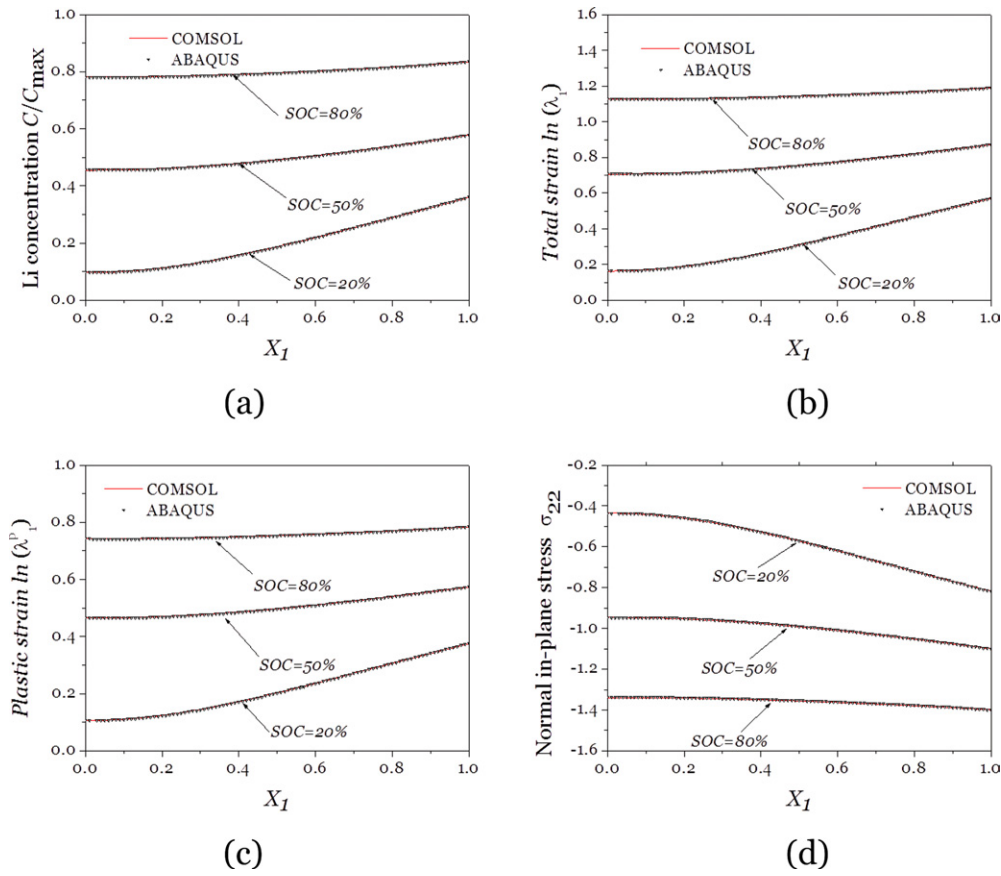 1.0
0.8
0.6
0.4
0.2
0.0
Li concentration C/Cmax
COMSOL
ABAQUS
SOC=80%
SOC=50%
SOC=20%
0.0 0.2 0.4 0.6 0.8 1.0
X1
(a)
1.6
1.4
1.2
1.0
0.8
0.6
0.4
0.2
0.0
Total strain ln (λ1)
COMSOL
ABAQUS
SOC=80%
SOC=50%
SOC=20%
0.0 0.2 0.4 0.6 0.8 1.0
X1
(b)
1.0
0.8
0.6
0.4
0.2
0.0
Plastic strain ln (λp1)
COMSOL
ABAQUS
SOC=80%
SOC=50%
SOC=20%
0.0 0.2 0.4 0.6 0.8 1.0
X1
(c)
-0.2
-0.4
-0.6
-0.8
-1.0
-1.2
-1.4
-1.6
Normal in-plane stress σ22
COMSOL
ABAQUS
SOC=20%
SOC=50%
SOC=80%
0.0 0.2 0.4 0.6 0.8 1.0
X1
(d)